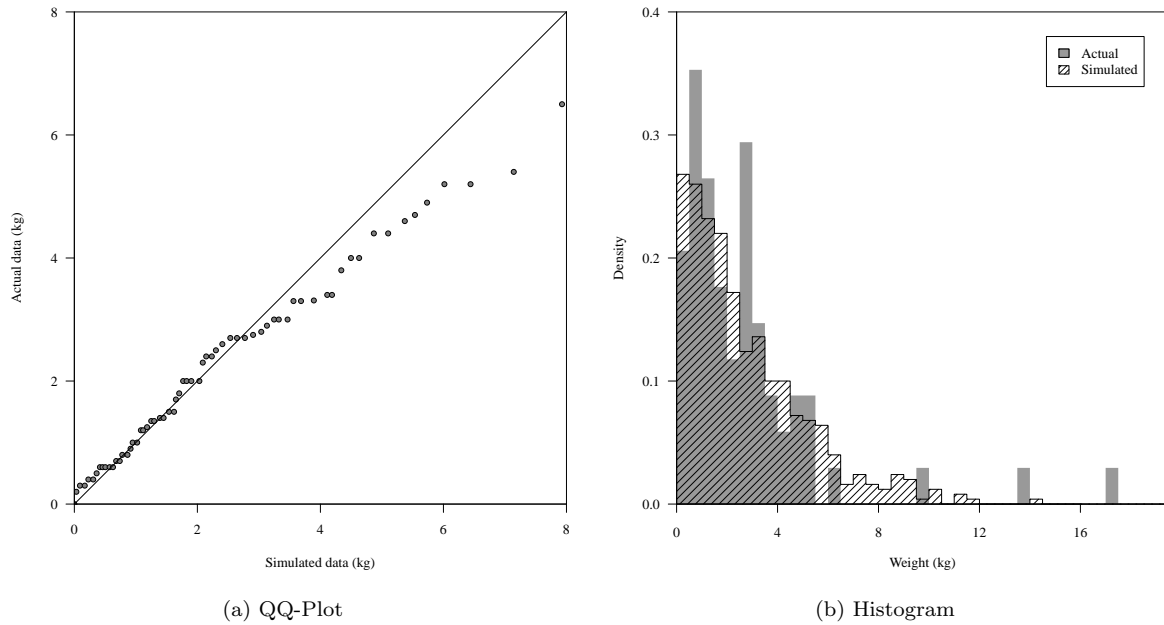 8
6
4
2
0
Actual data (kg)
0 2 4 6 8
Simulated data (kg)
(a) QQ-Plot
0.4
0.3
0.2
0.1
0.0
Density
Actual
Simulated
0 4 8 12 16
Weight (kg)
(b) Histogram